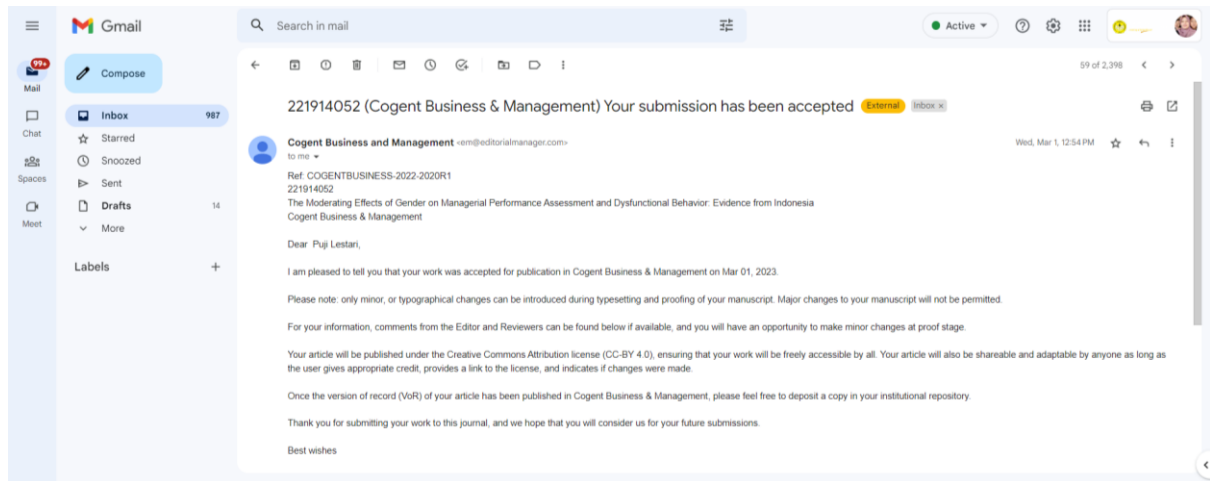 Gmail
Search in mail
Active
99+
Mail
Chat
Spaces
Meet
Compose
Inbox 987
Starred
Snoozed
Sent
Drafts 14
More
Labels
59 of 2,398
221914052 (Cogent Business & Management) Your submission has been accepted External Inbox x
Cogent Business and Management <em@editorialmanager.com> Wed, Mar 1, 12:54 PM
to me
Ref: COGENTBUSINESS-2022-2020R1
221914052
The Moderating Effects of Gender on Managerial Performance Assessment and Dysfunctional Behavior: Evidence from Indonesia
Cogent Business & Management
Dear Puji Lestari,
I am pleased to tell you that your work was accepted for publication in Cogent Business & Management on Mar 01, 2023.
Please note: only minor, or typographical changes can be introduced during typesetting and proofing of your manuscript. Major changes to your manuscript will not be permitted.
For your information, comments from the Editor and Reviewers can be found below if available, and you will have an opportunity to make minor changes at proof stage.
Your article will be published under the Creative Commons Attribution license (CC-BY 4.0), ensuring that your work will be freely accessible by all. Your article will also be shareable and adaptable by anyone as long as
the user gives appropriate credit, provides a link to the license, and indicates if changes were made.
Once the version of record (VoR) of your article has been published in Cogent Business & Management, please feel free to deposit a copy in your institutional repository.
Thank you for submitting your work to this journal, and we hope that you will consider us for your future submissions.
Best wishes